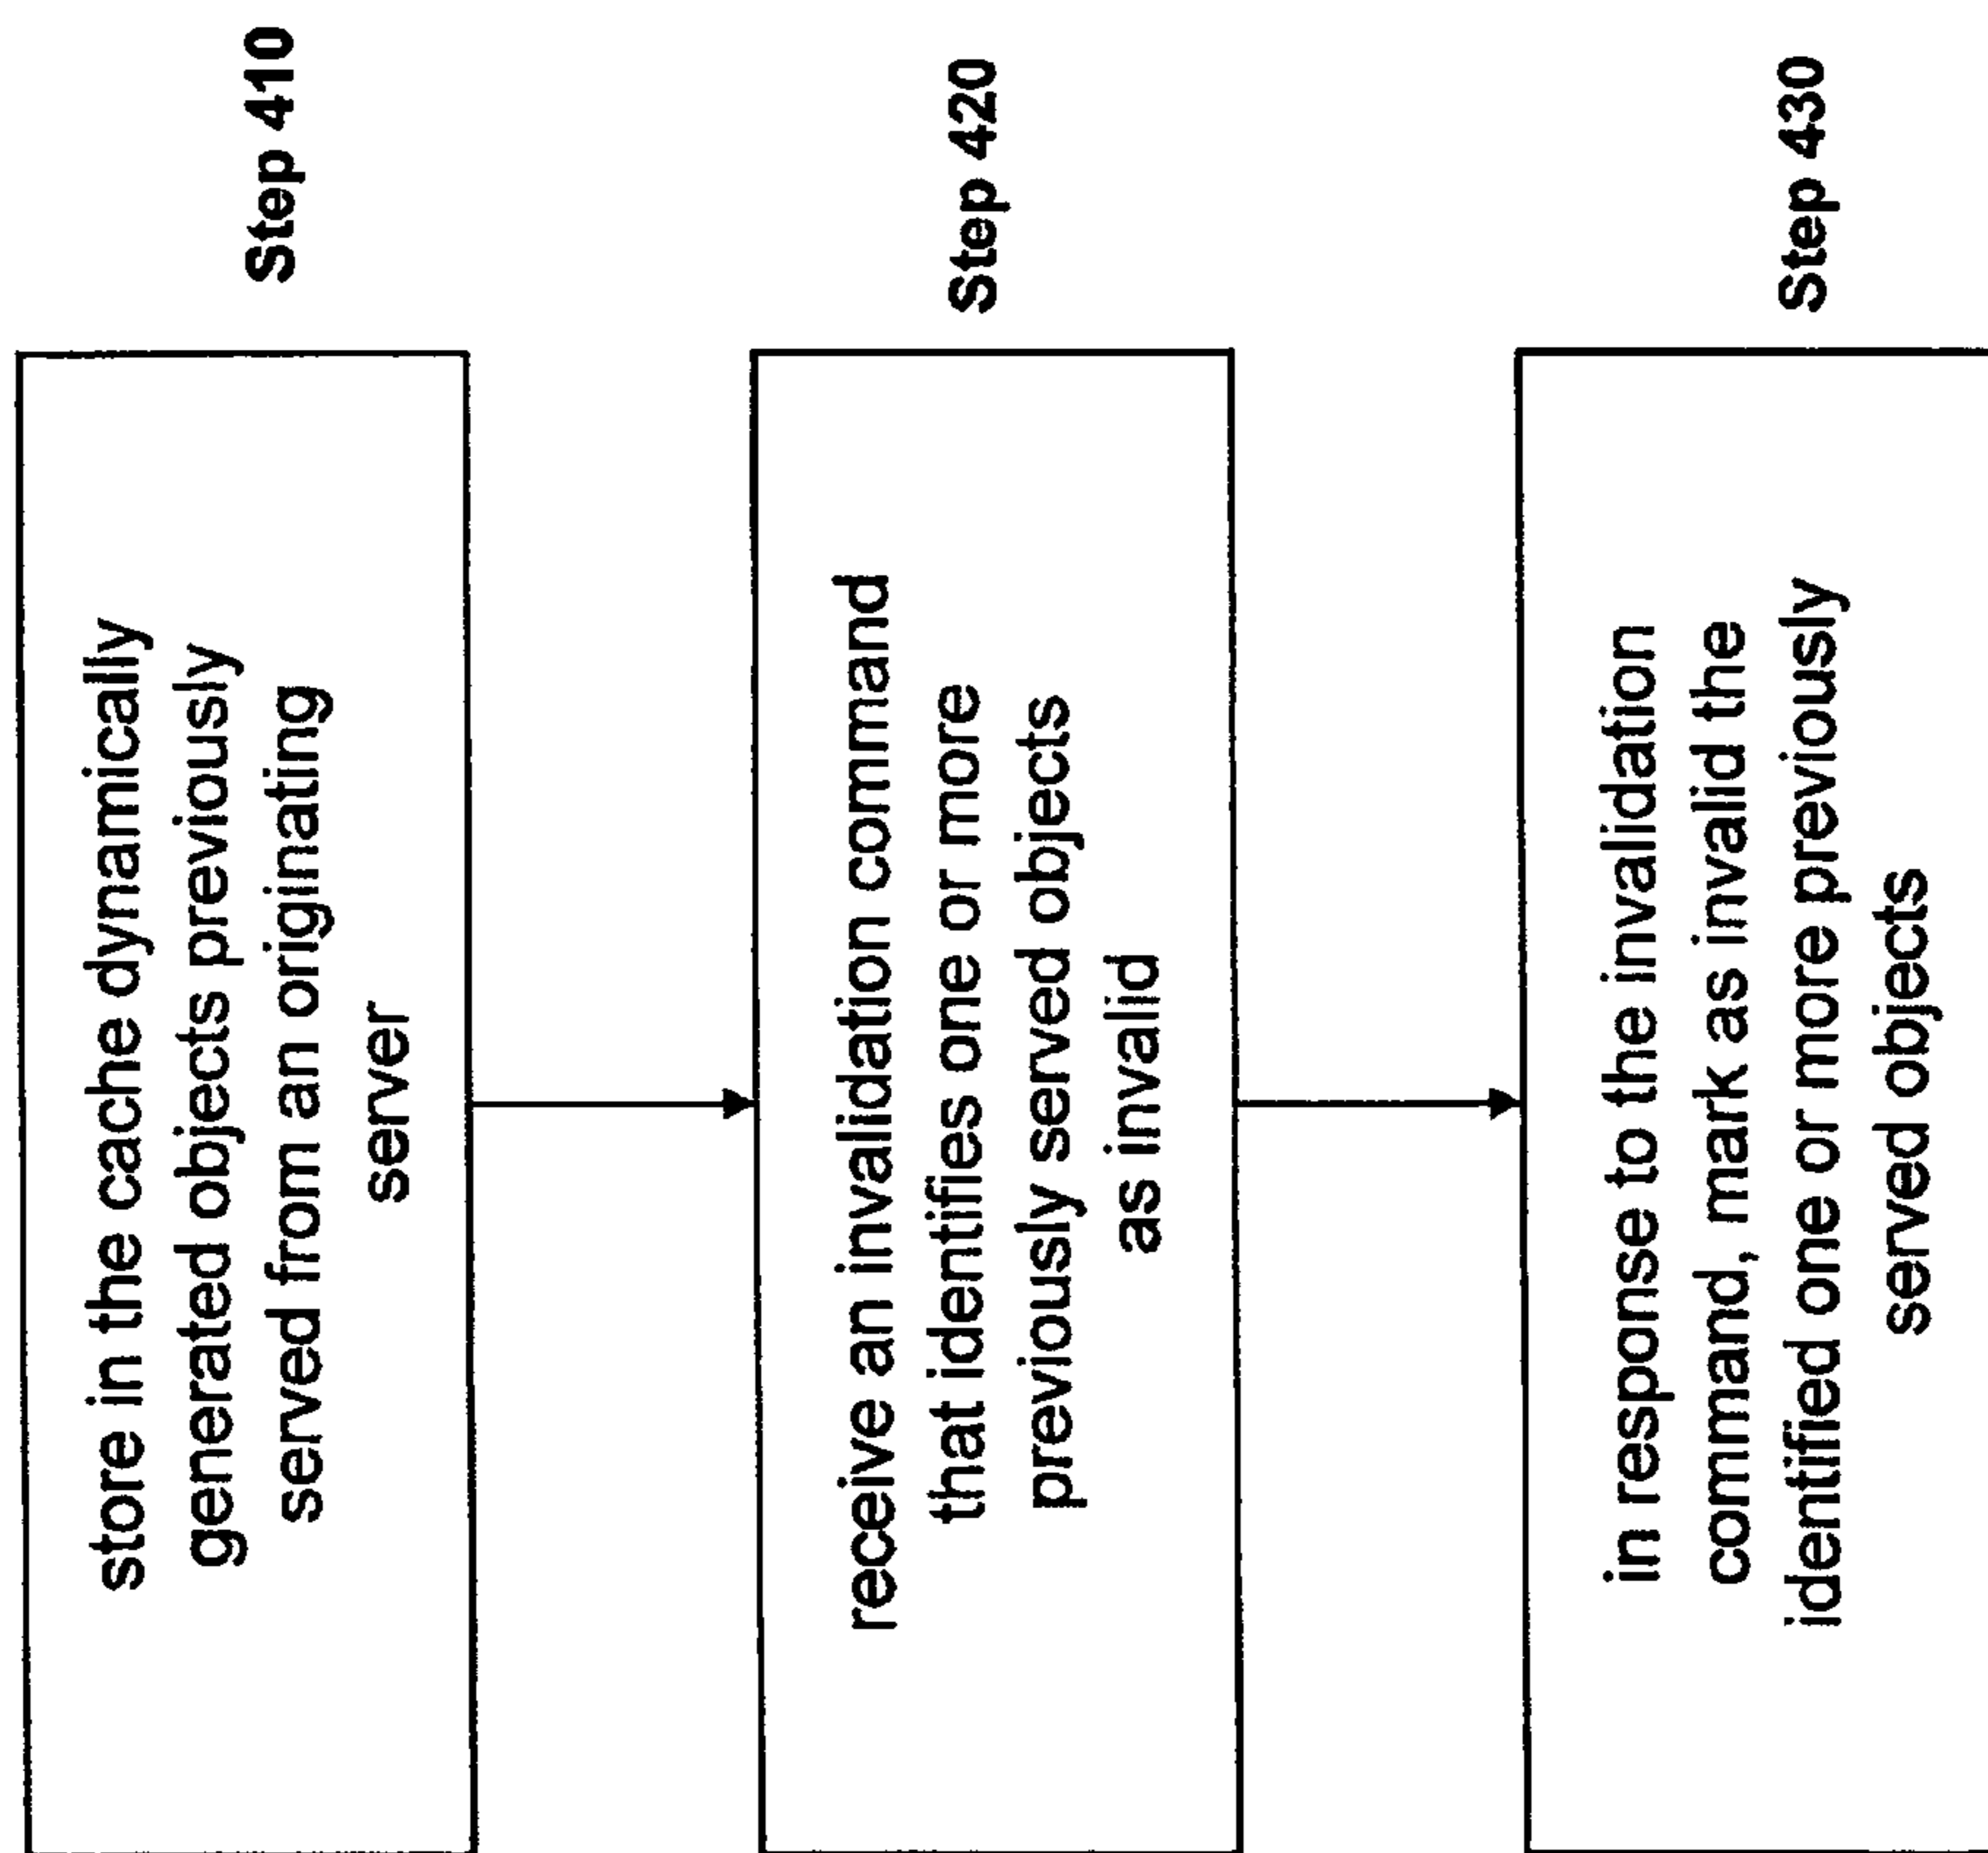 store in the cache dynamically
generated objects previously
served from an originating
server
Step 410
receive an invalidation command
that identifies one or more
previously served objects
as invalid
Step 420
in response to the invalidation
command, mark as invalid the
identified one or more previously
served objects
Step 430